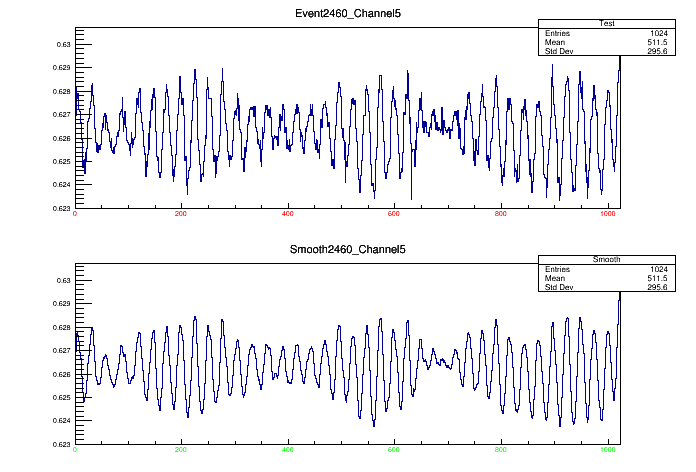 Event2460_Channel5
Test
Entries 1024
Mean 511.5
Std Dev 295.6
0.63
0.629
0.628
0.627
0.626
0.625
0.624
0.623
0 200 400 600 800 1000
Smooth2460_Channel5
Smooth
Entries 1024
Mean 511.5
Std Dev 295.6
0.63
0.629
0.628
0.627
0.626
0.625
0.624
0.623
0 200 400 600 800 1000